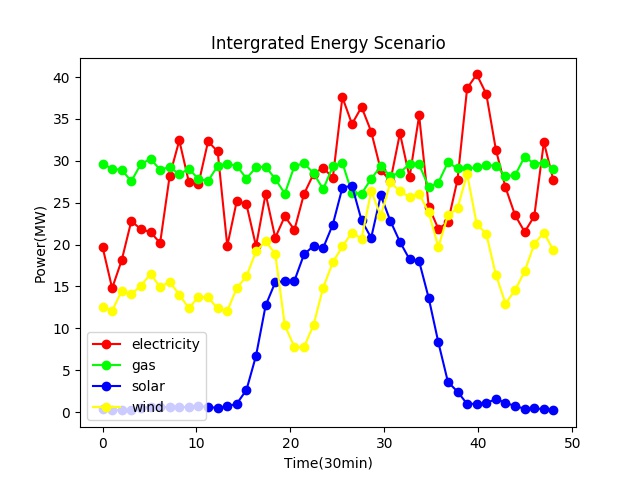 Intergrated Energy Scenario
Power(MW)
40
35
30
25
20
15
10
5
0
electricity
gas
solar
wind
0 10 20 30 40 50
Time(30min)